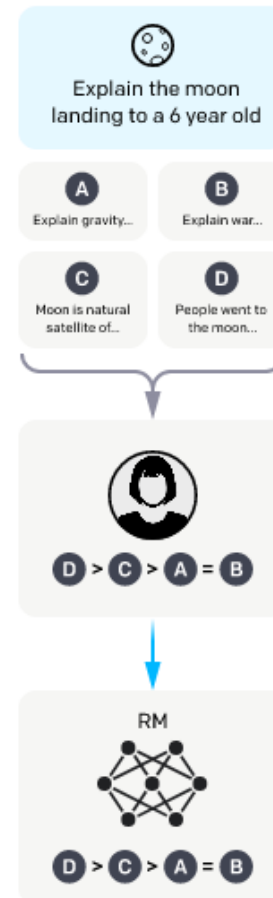 Explain the moon
landing to a 6 year old
A
B
Explain gravity...
Explain war...
C
D
Moon is natural
satellite of...
People went to
the moon...
D > C > A = B
RM
D > C > A = B